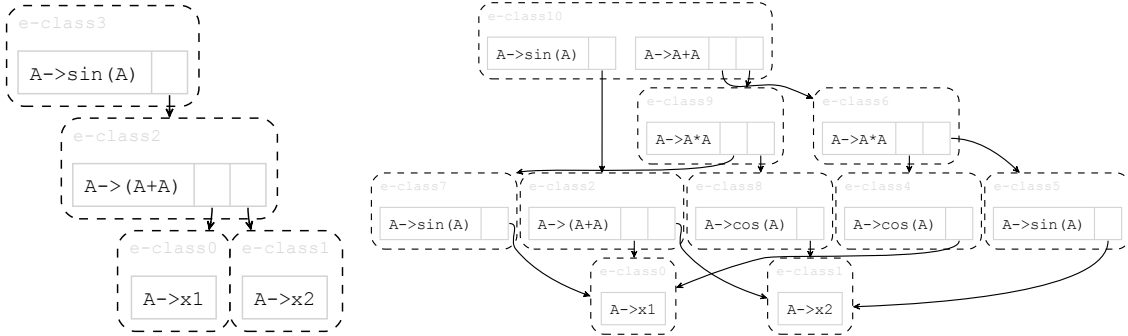 e-class3
A->sin(A)
e-class2
A->(A+A)
e-class0
e-class1
A->x1
A->x2
e-class10
A->sin(A)
A->A+A
e-class9
e-class6
A->A*A
A->A*A
e-class7
e-class2
e-class8
e-class4
e-class5
A->sin(A)
A->(A+A)
A->cos(A)
A->cos(A)
A->sin(A)
e-class0
e-class1
A->x1
A->x2